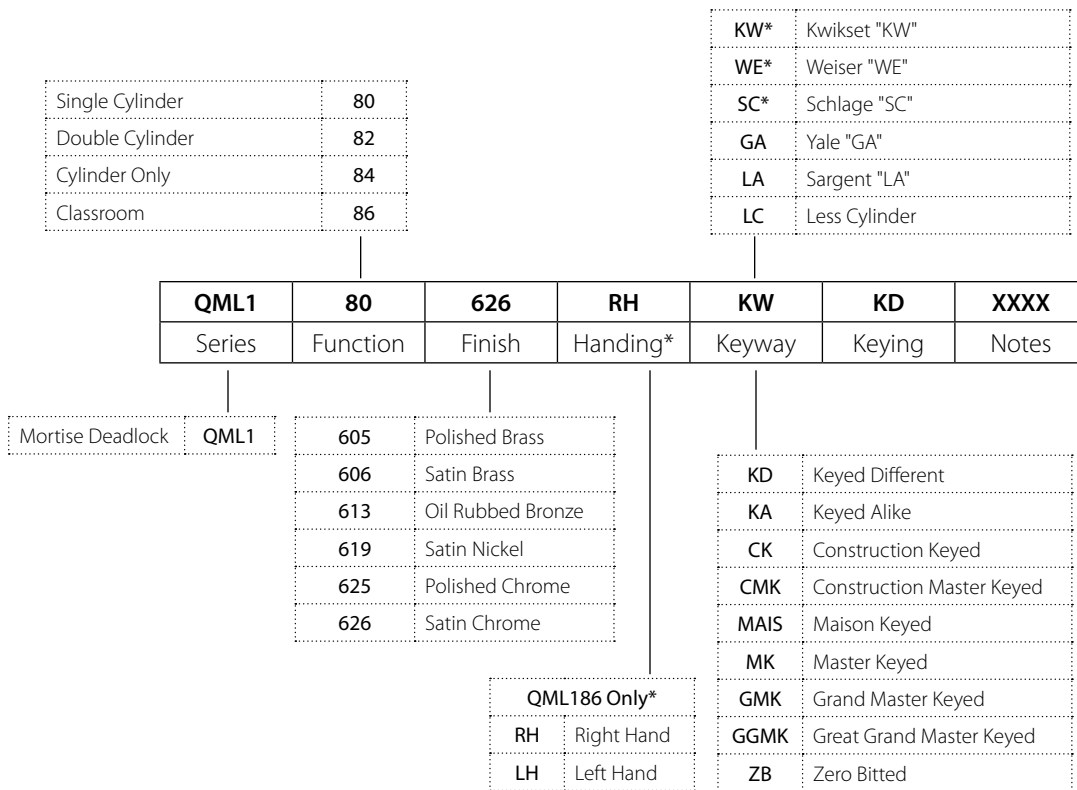 KW* Kwikset "KW"
WE* Weiser "WE"
SC* Schlage "SC"
GA Yale "GA"
LA Sargent "LA"
LC Less Cylinder
Single Cylinder 80
Double Cylinder 82
Cylinder Only 84
Classroom 86
QML1 80 626 RH KW KD XXXX
Series Function Finish Handing* Keyway Keying Notes
Mortise Deadlock QML1
605 Polished Brass
606 Satin Brass
613 Oil Rubbed Bronze
619 Satin Nickel
625 Polished Chrome
626 Satin Chrome
QML186 Only*
RH Right Hand
LH Left Hand
KD Keyed Different
KA Keyed Alike
CK Construction Keyed
CMK Construction Master Keyed
MAIS Maison Keyed
MK Master Keyed
GMK Grand Master Keyed
GGMK Great Grand Master Keyed
ZB Zero Bitted